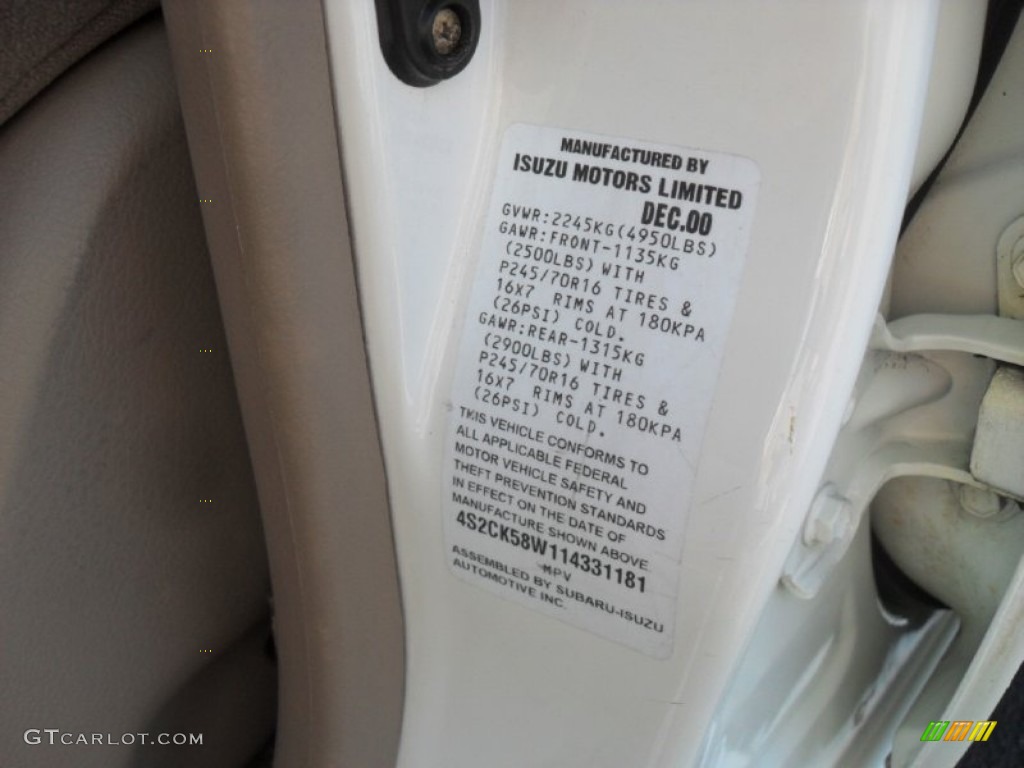 MANUFACTURED BY
ISUZU MOTORS LIMITED
DEC.00
GVWR:2245KG(4950LBS)
GAWR:FRONT-1135KG
(2500LBS) WITH
P245/70R16 TIRES &
16X7 RIMS AT 180KPA
(26PSI) COLD.
GAWR:REAR-1315KG
(2900LBS) WITH
P245/70R16 TIRES &
16X7 RIMS AT 180KPA
(26PSI) COLD.
THIS VEHICLE CONFORMS TO
ALL APPLICABLE FEDERAL
MOTOR VEHICLE SAFETY AND
THEFT PREVENTION STANDARDS
IN EFFECT ON THE DATE OF
MANUFACTURE SHOWN ABOVE.
4S2CK58W114331181
MPV
ASSEMBLED BY SUBARU-ISUZU
AUTOMOTIVE INC.
GTCARLOT.COM